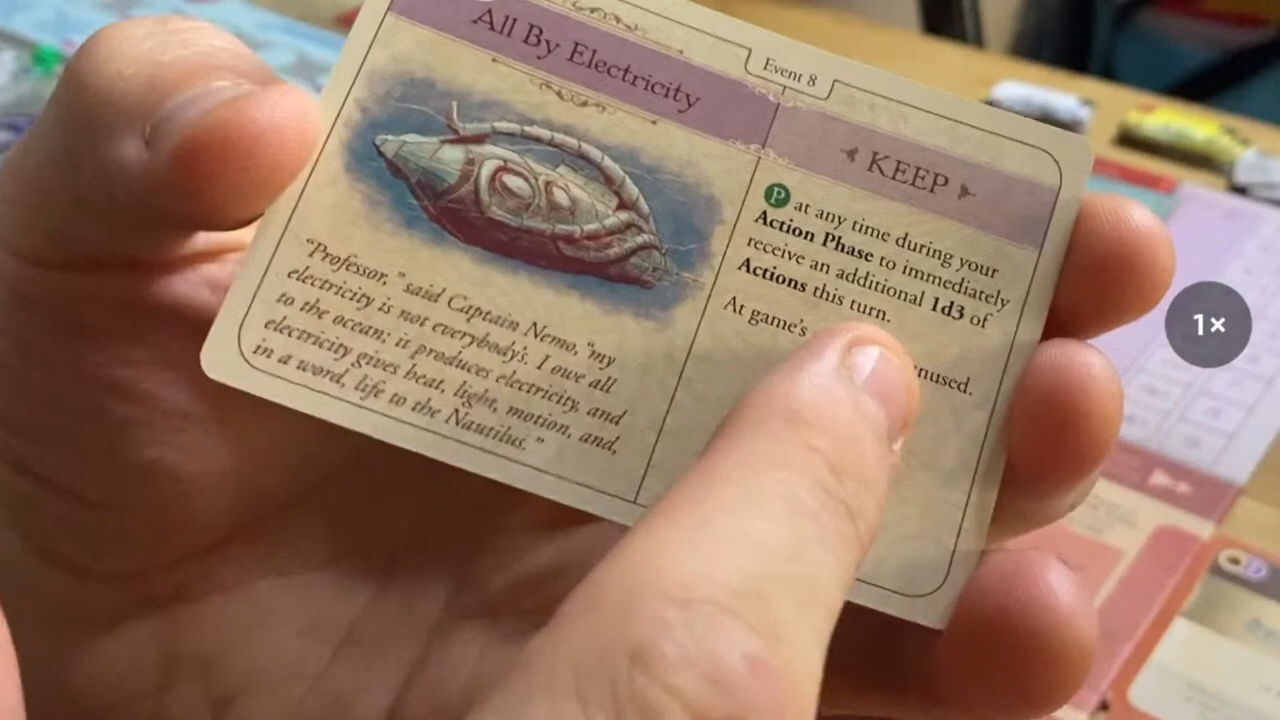 All By Electricity
"Professor," said Captain Nemo, "my
electricity is not everybody's. I owe all
to the ocean; is produces electricity, and
electricity gives heat, light, motion, and,
in a word, life to the Nautilus."
Event 8
KEEP
P at any time during your
Action Phase to immediately
receive an additional 1d3 of
Actions this turn.
At game's
nused.
1×